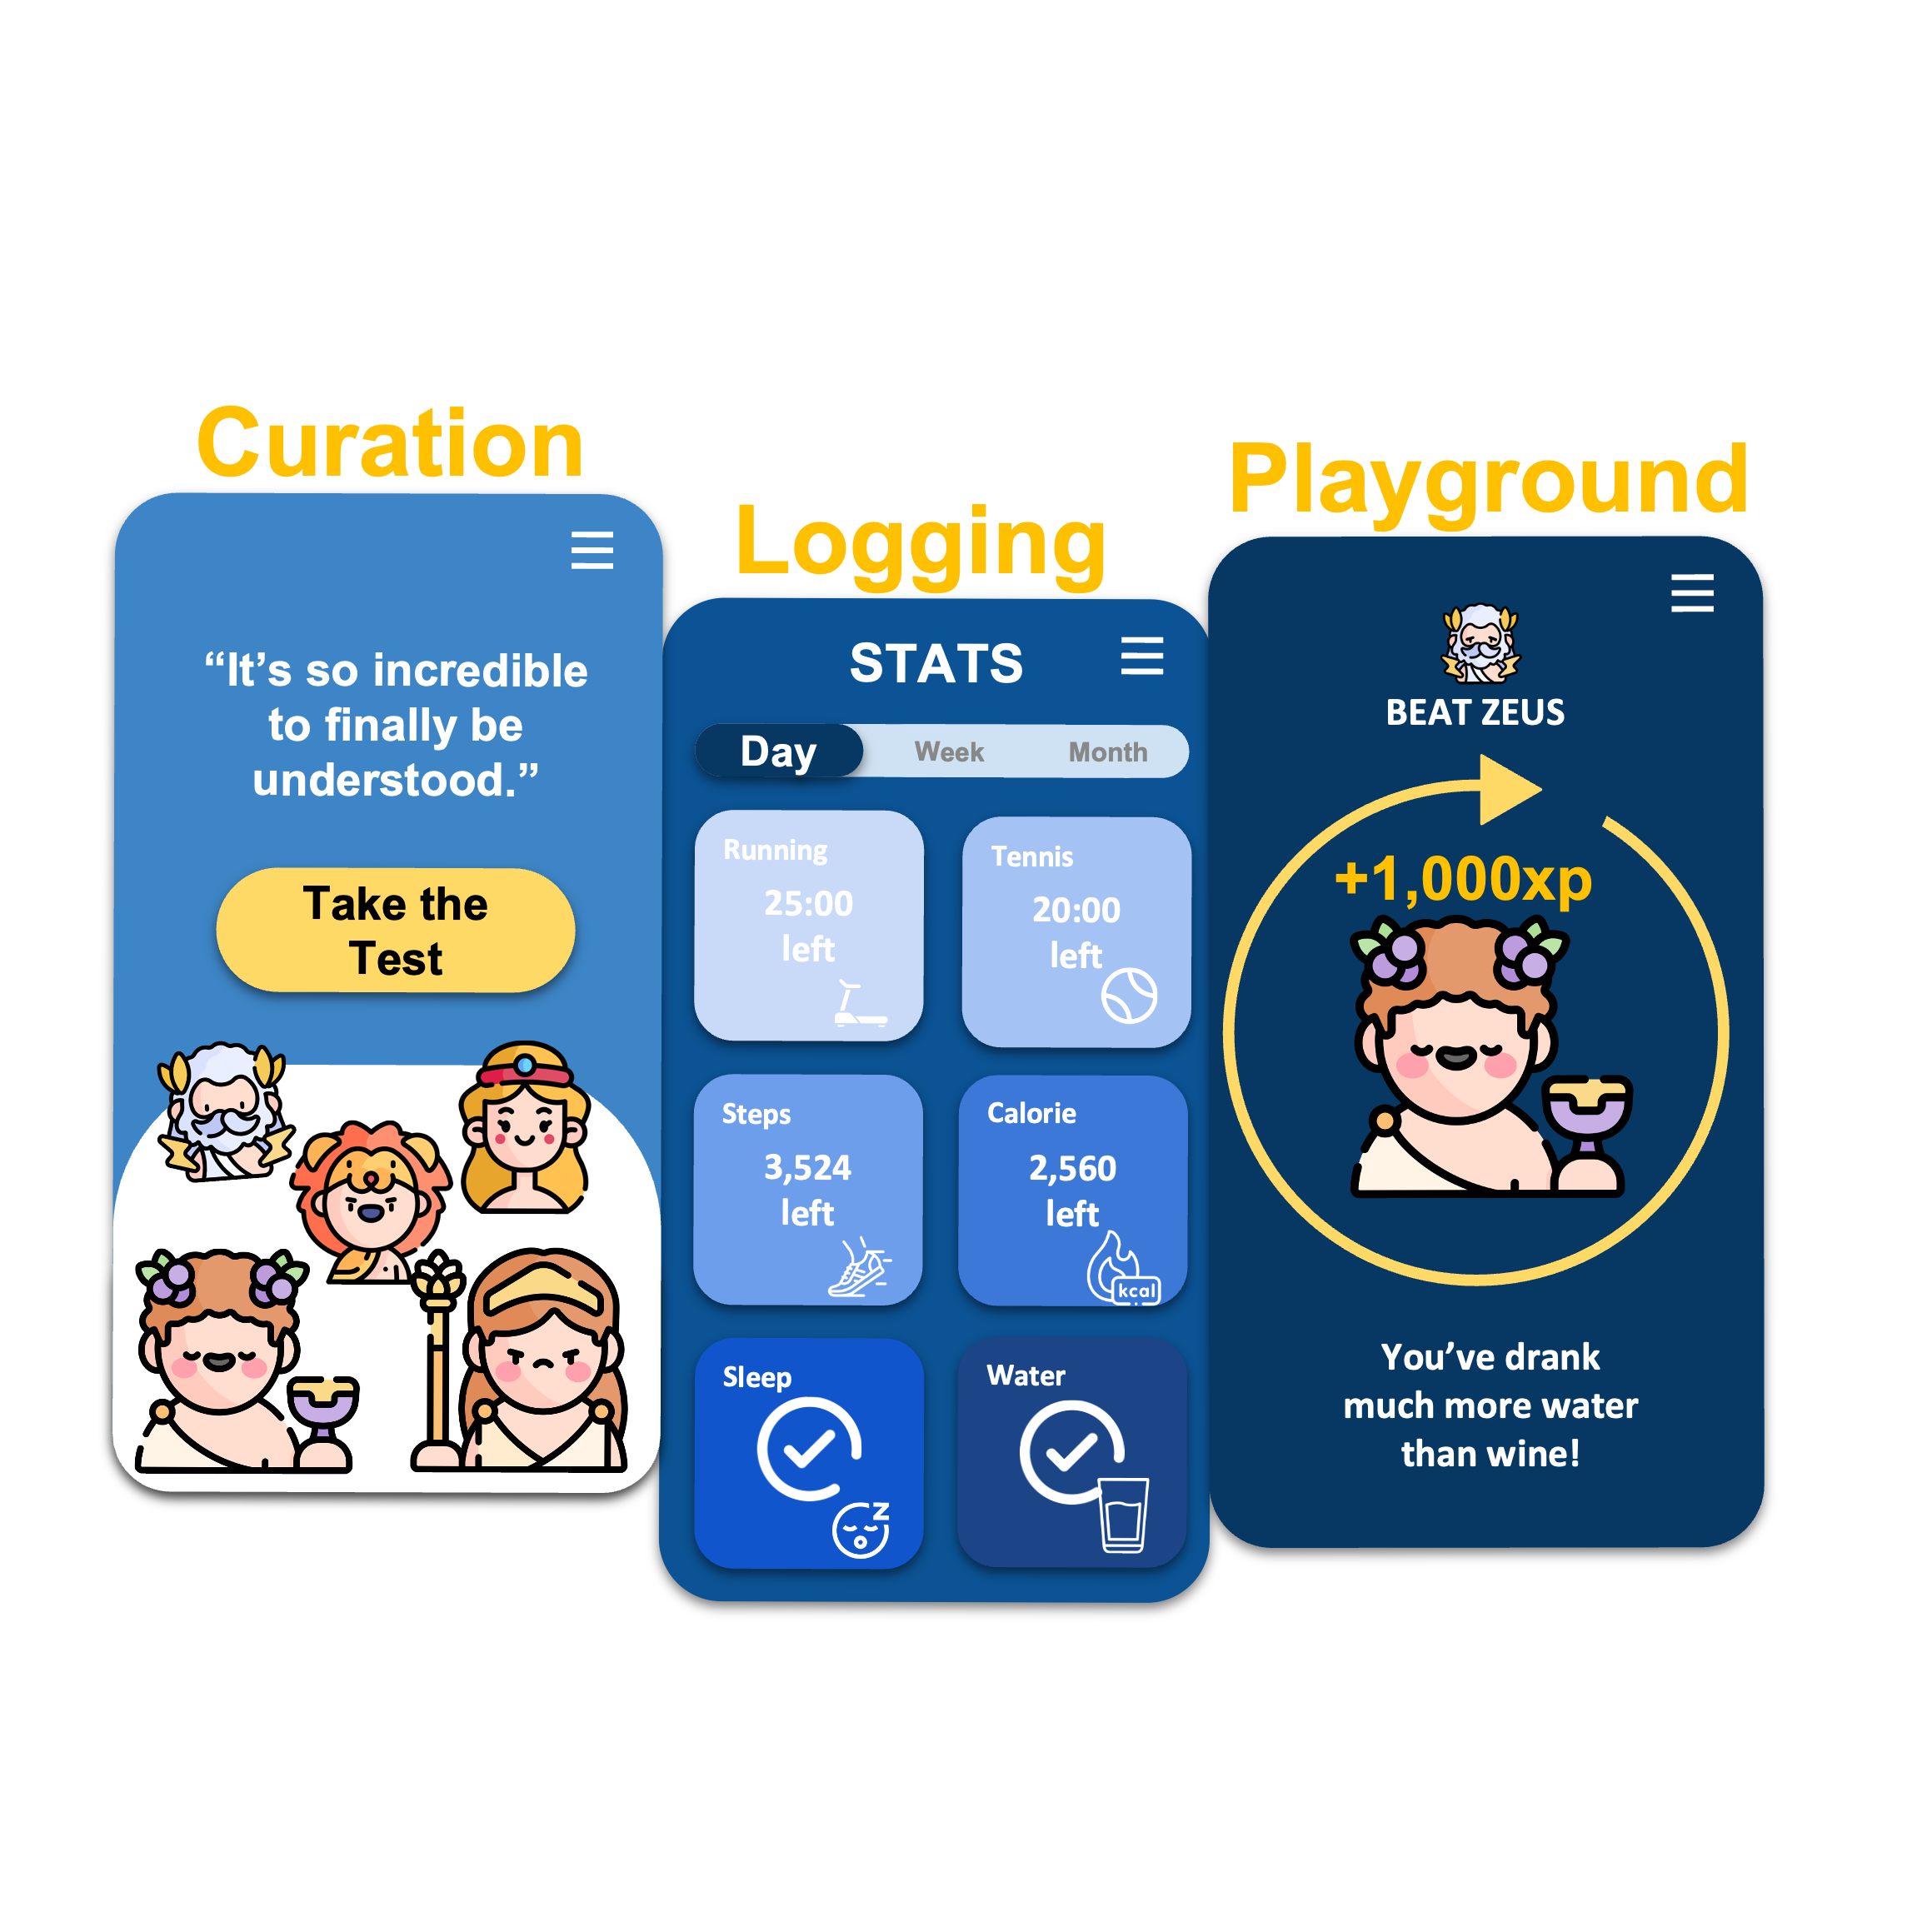 Curation
“It’s so incredible
to finally be
understood.”
Take the
Test
Logging
STATS
Day Week Month
Running
25:00
left
Tennis
20:00
left
Steps
3,524
left
Calorie
2,560
left
kcal
Sleep
z
Water
Playground
BEAT ZEUS
+1,000xp
You’ve drank
much more water
than wine!